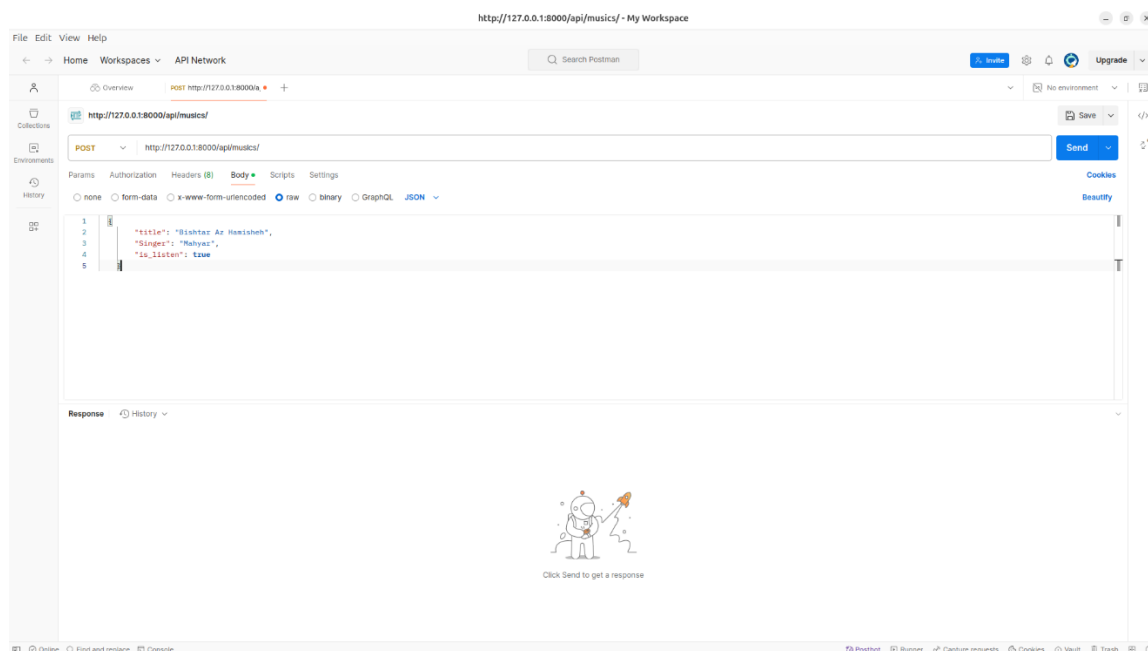 http://127.0.0.1:8000/api/musics/ - My Workspace
File Edit View Help
Home Workspaces API Network Search Postman Invite Upgrade
Overview POST http://127.0.0.1:8000/a No environment
Collections
http://127.0.0.1:8000/api/musics/ Save
Environments
POST http://127.0.0.1:8000/api/musics/ Send
Params Authorization Headers (8) Body Scripts Settings Cookies
History
none form-data x-www-form-urlencoded raw binary GraphQL JSON Beautify
1 {
2 "title": "Bishtar Az Hamisheh",
3 "Singer": "Mahyar",
4 "is_listen": true
5 }
Response History
Click Send to get a response
Online Find and replace Console Postbot Runner Capture requests Cookies Vault Trash